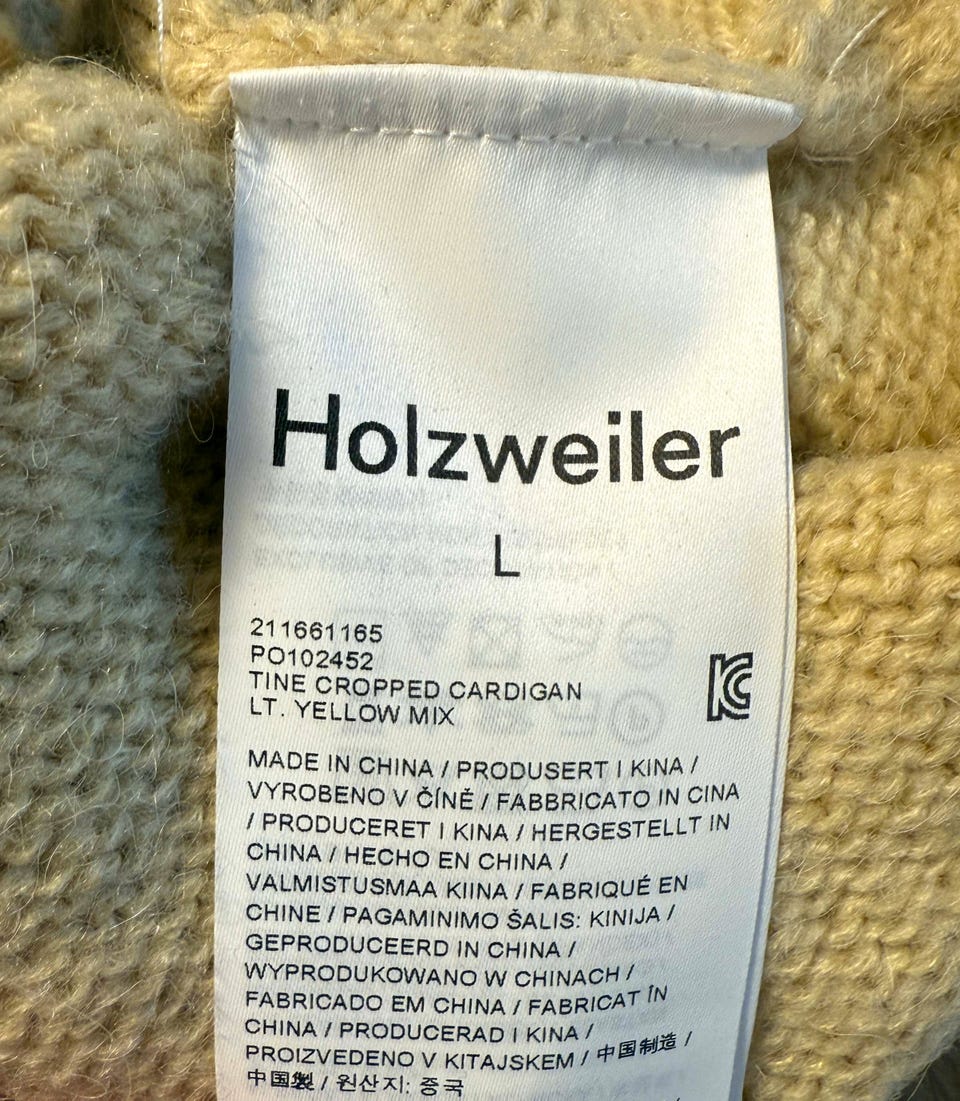 Holzweiler
L
211661165
PO102452
TINE CROPPED CARDIGAN
LT. YELLOW MIX
MADE IN CHINA / PRODUSERT I KINA /
VYROBENO V ČÍNĚ / FABBRICATO IN CINA
/ PRODUCERET I KINA / HERGESTELLT IN
CHINA / HECHO EN CHINA /
VALMISTUSMAA KIINA / FABRIQUÉ EN
CHINE / PAGAMINIMO ŠALIS: KINIJA /
GEPRODUCEERD IN CHINA /
WYPRODUKOWANO W CHINACH /
FABRICADO EM CHINA / FABRICAT ÎN
CHINA / PRODUCERAD I KINA /
PROIZVEDENO V KITAJSKEM / 中国制造 /
中国製 / 원산지: 중국